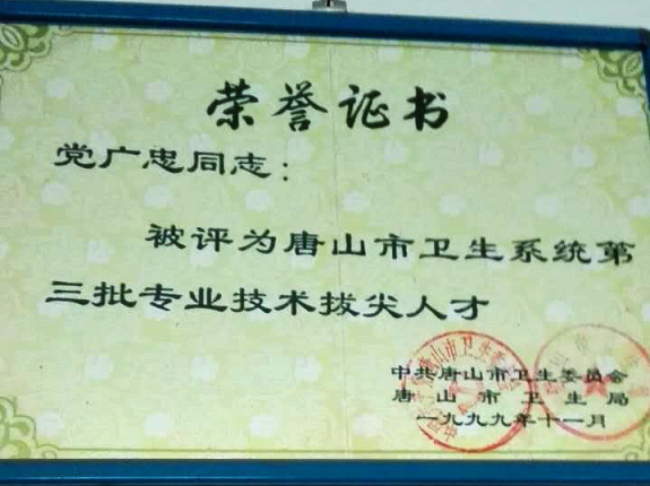 荣誉证书
党广忠同志：
被评为唐山市卫生系统第
三批专业技术拔尖人才
中共唐山市卫生委员会
唐山市卫生局
一九九九年十一月